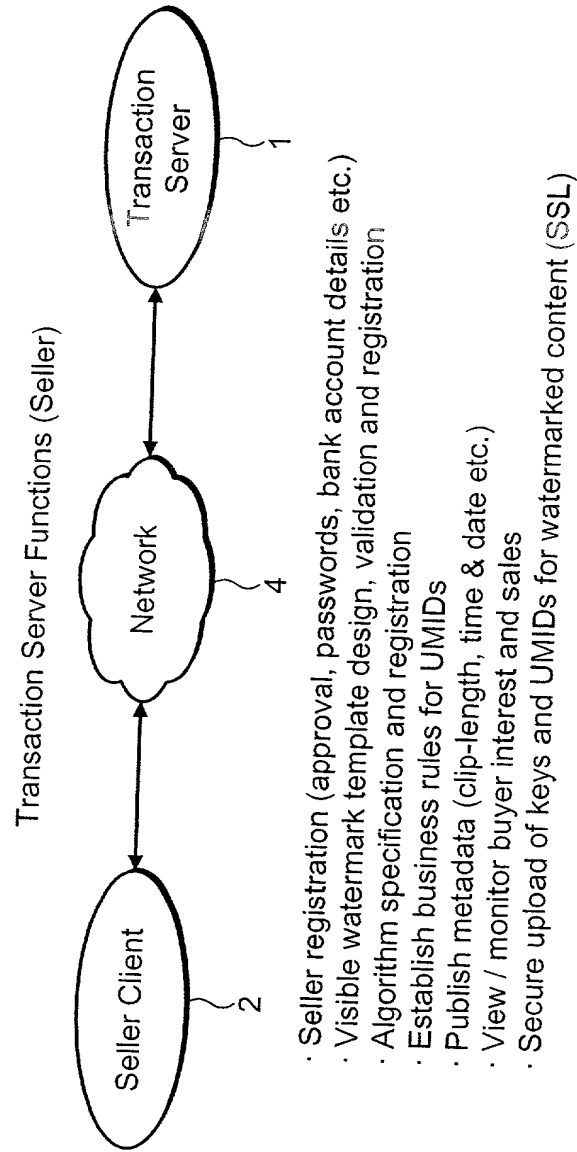 Transaction Server Functions (Seller)
Seller Client
2
Network
4
Transaction
Server
1
· Seller registration (approval, passwords, bank account details etc.)
· Visible watermark template design, validation and registration
· Algorithm specification and registration
· Establish business rules for UMIDs
· Publish metadata (clip-length, time & date etc.)
· View / monitor buyer interest and sales
· Secure upload of keys and UMIDs for watermarked content (SSL)